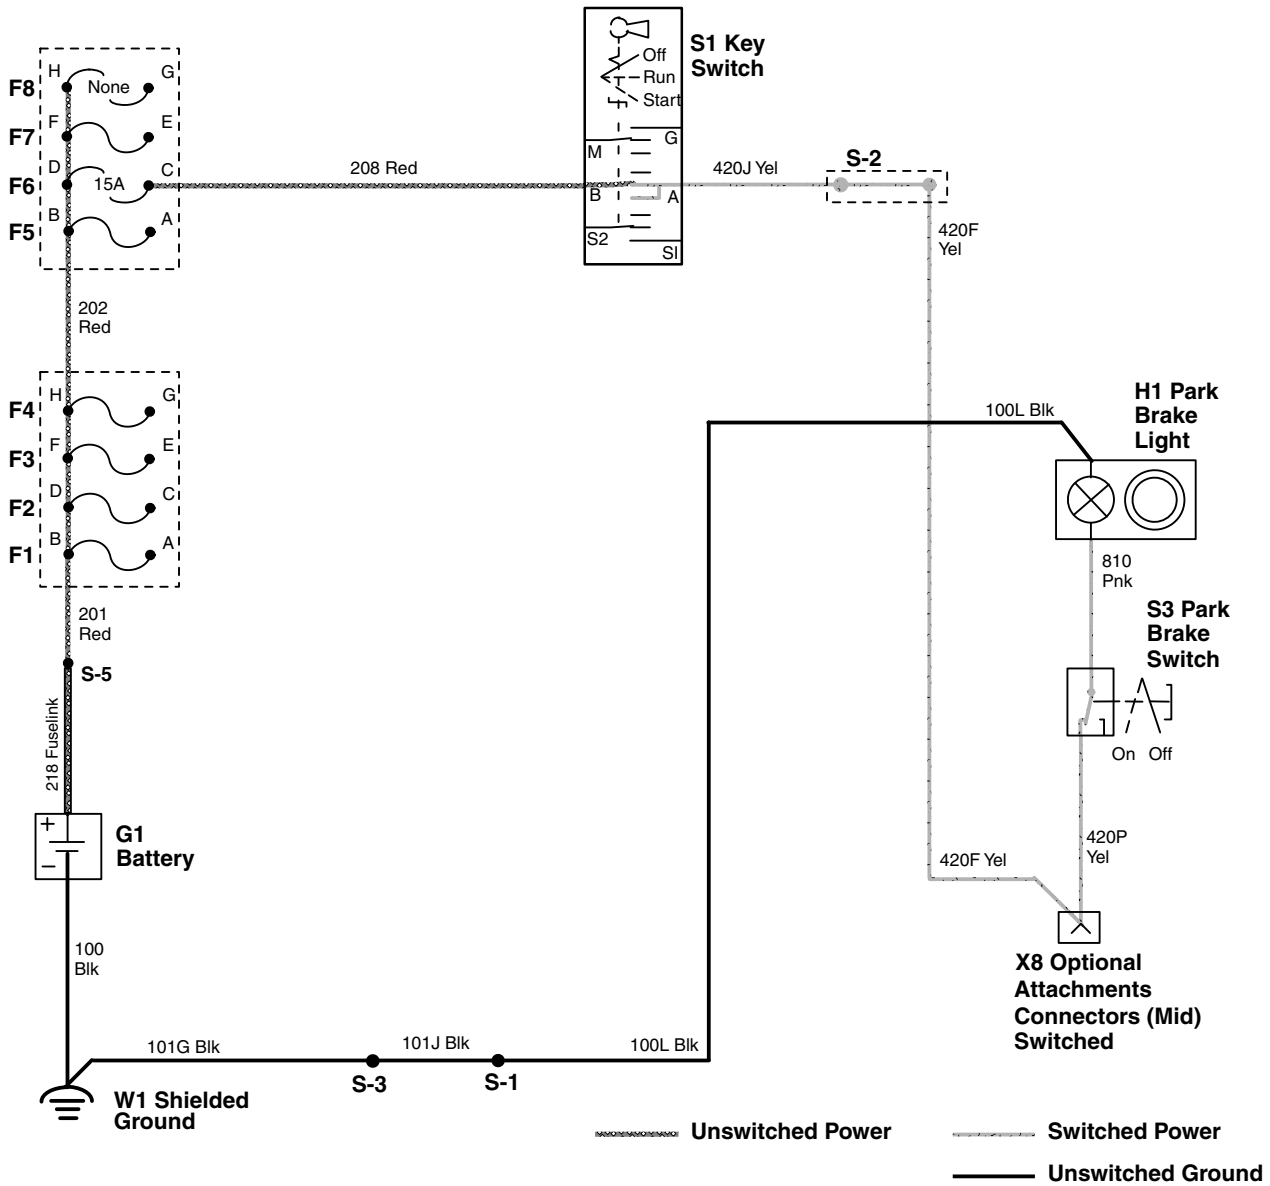 S1 Key
Switch
Off
Run
Start
G
M
B
A
S2
SI
H
G
F8
None
F
E
F7
D
C
F6
15A
B
A
F5
208 Red
420J Yel
S-2
420F
Yel
202
Red
H
G
F4
F
E
F3
D
C
F2
B
A
F1
100L Blk
H1 Park
Brake
Light
810
Pnk
201
Red
S-5
S3 Park
Brake
Switch
On Off
218 Fuselink
+
−
G1
Battery
420P
Yel
420F Yel
X8 Optional
Attachments
Connectors (Mid)
Switched
100
Blk
101G Blk
101J Blk
100L Blk
S-3
S-1
W1 Shielded
Ground
Unswitched Power
Switched Power
Unswitched Ground